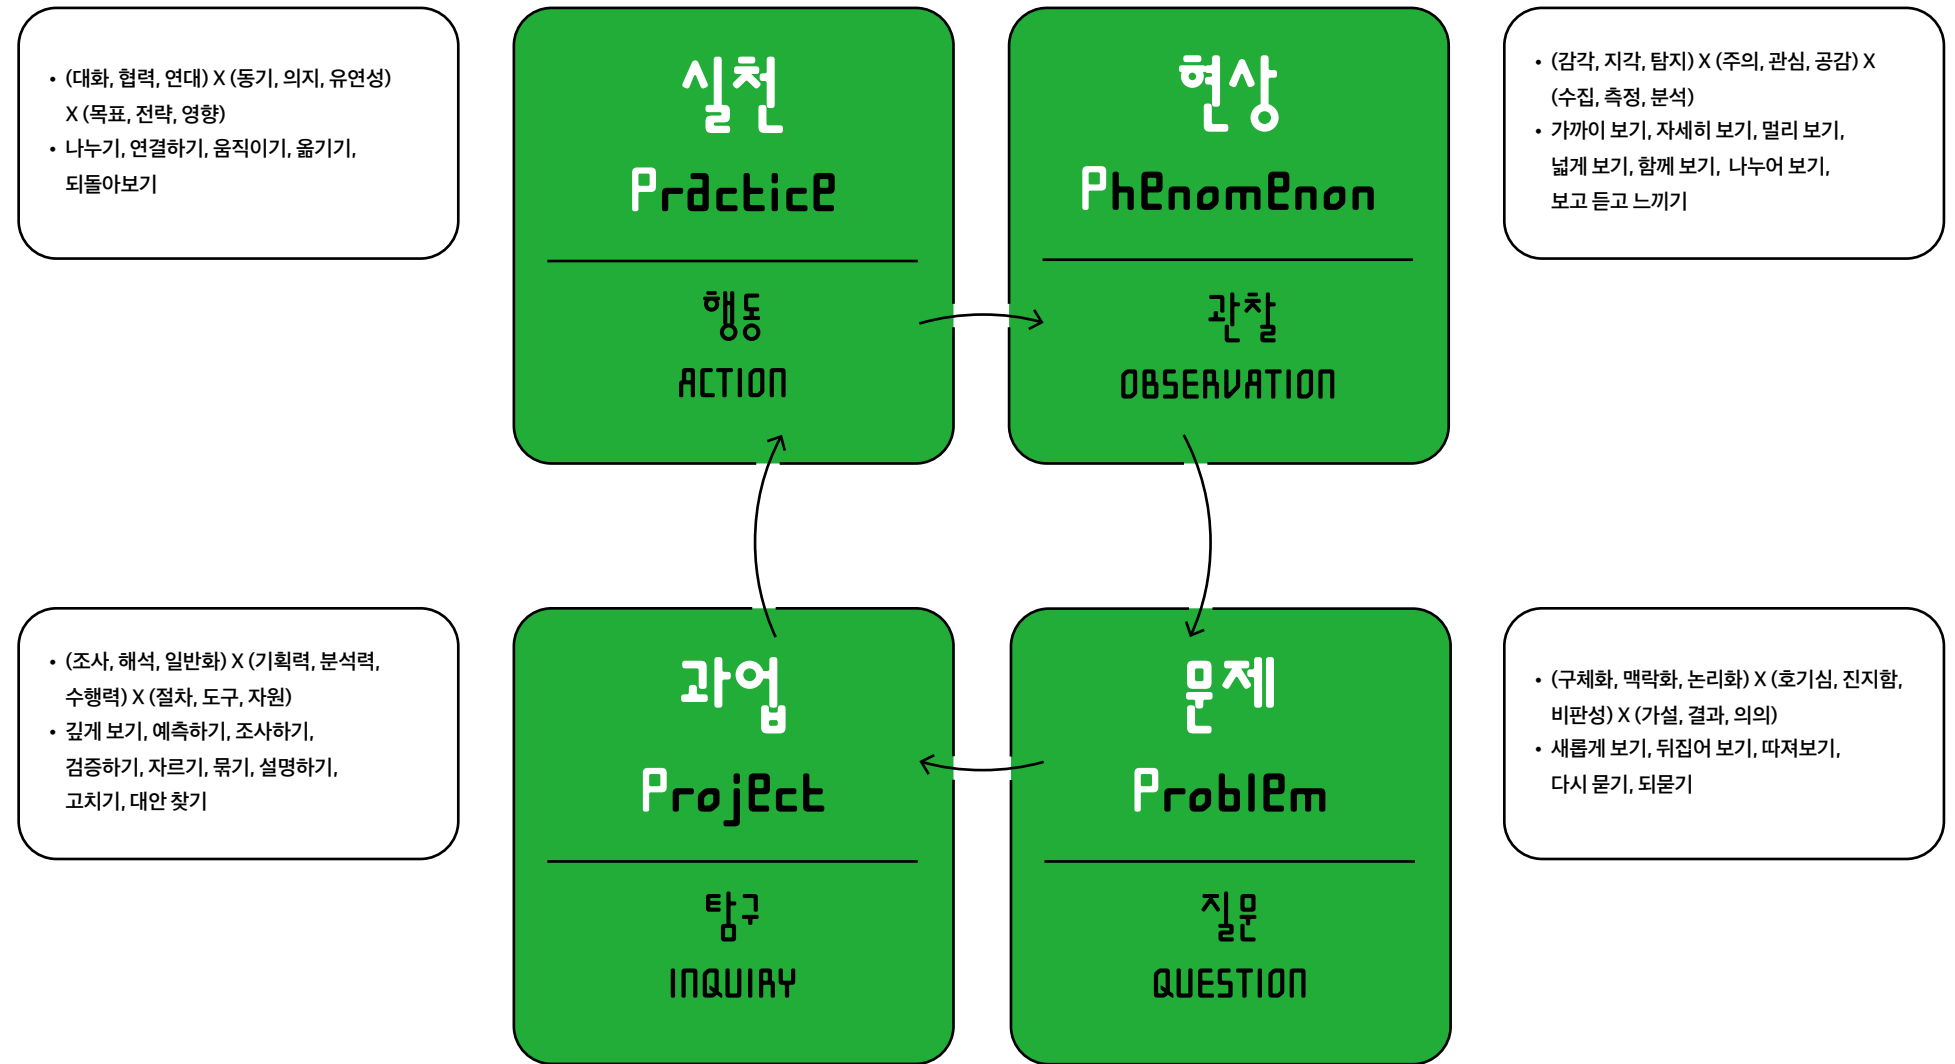 • (대화, 협력, 연대) X (동기, 의지, 유연성)
X (목표, 전략, 영향)
• 나누기, 연결하기, 움직이기, 옮기기,
되돌아보기
실천
Practice
행동
ACTION
현상
Phenomenon
관찰
OBSERVATION
• (감각, 지각, 탐지) X (주의, 관심, 공감) X
(수집, 측정, 분석)
• 가까이 보기, 자세히 보기, 멀리 보기,
넓게 보기, 함께 보기, 나누어 보기,
보고 듣고 느끼기
• (조사, 해석, 일반화) X (기획력, 분석력,
수행력) X (절차, 도구, 자원)
• 깊게 보기, 예측하기, 조사하기,
검증하기, 자르기, 묶기, 설명하기,
고치기, 대안 찾기
과업
Project
탐구
INQUIRY
문제
Problem
질문
QUESTION
• (구체화, 맥락화, 논리화) X (호기심, 진지함,
비판성) X (가설, 결과, 의의)
• 새롭게 보기, 뒤집어 보기, 따져보기,
다시 묻기, 되묻기